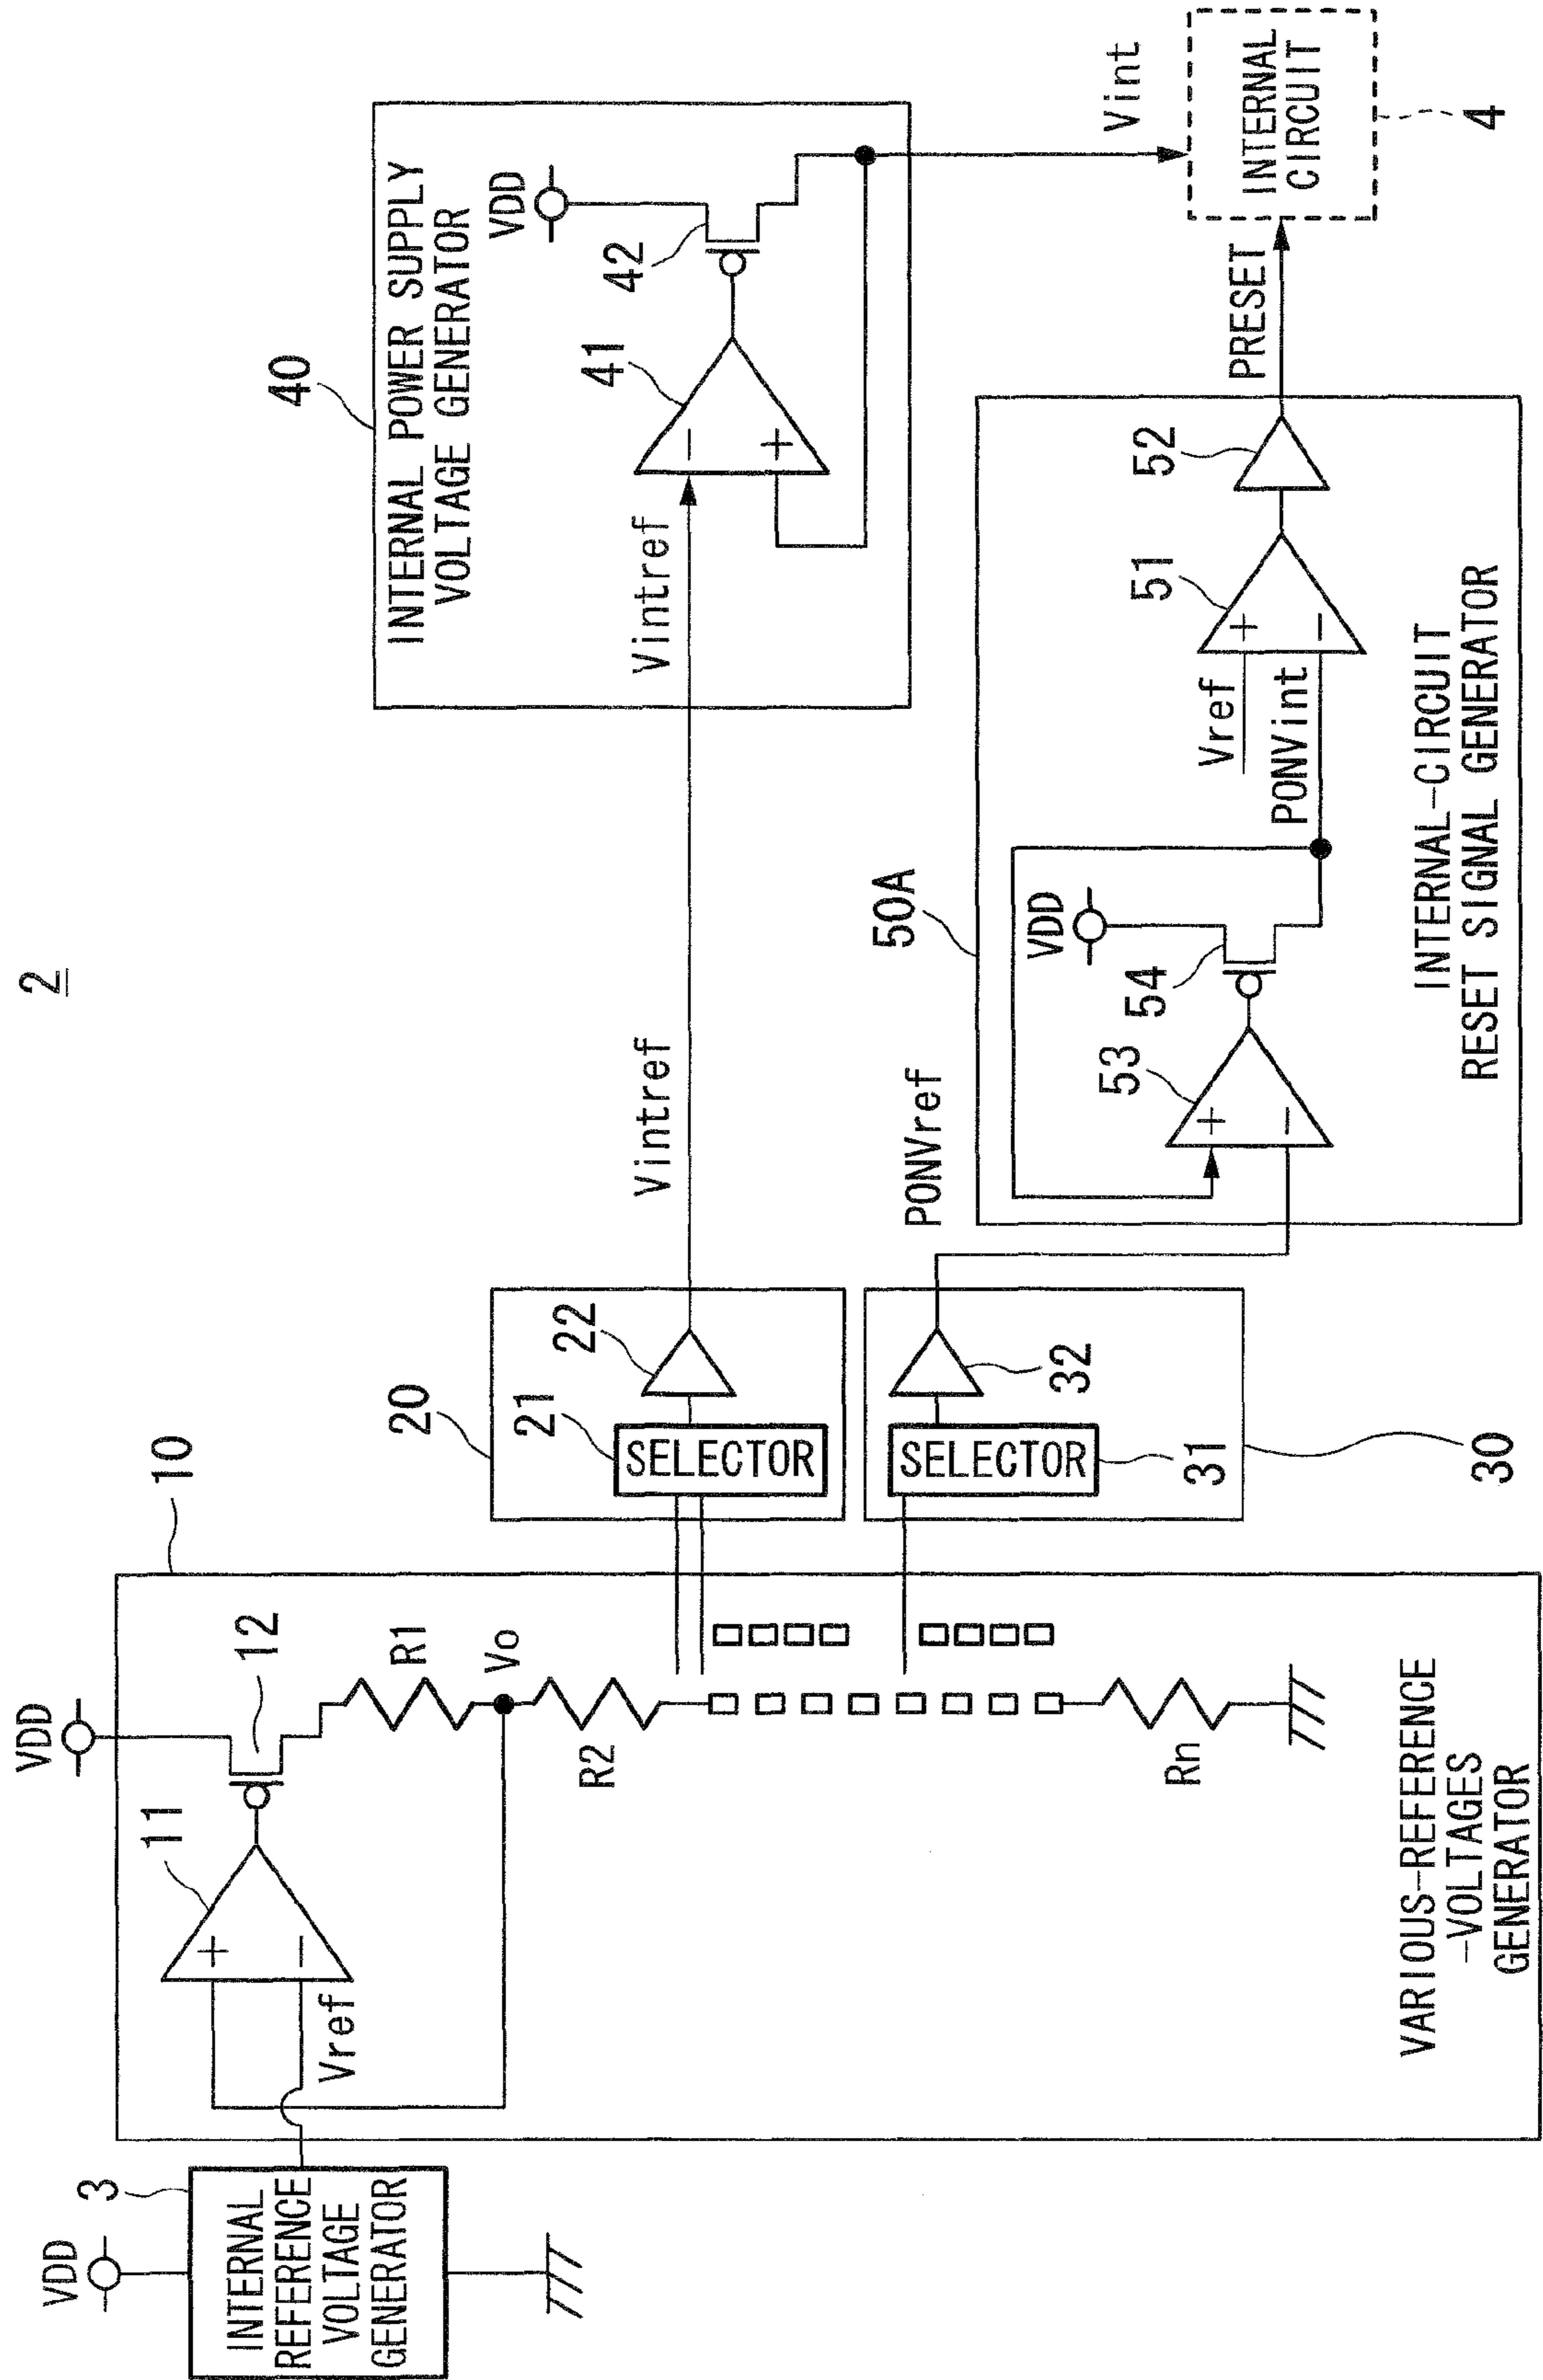 2
VDD
3
INTERNAL
REFERENCE
VOLTAGE
GENERATOR
10
VDD
11
12
+
−
Vref
R1
Vo
R2
Rn
VARIOUS-REFERENCE
-VOLTAGES
GENERATOR
20
21
22
SELECTOR
Vintref
30
31
32
SELECTOR
PONVref
40
INTERNAL POWER SUPPLY
VOLTAGE GENERATOR
VDD
Vintref
41
42
−
+
Vint
50A
VDD
53
54
+
−
Vref
PONVint
51
52
+
−
INTERNAL-CIRCUIT
RESET SIGNAL GENERATOR
PRESET
INTERNAL
CIRCUIT
4